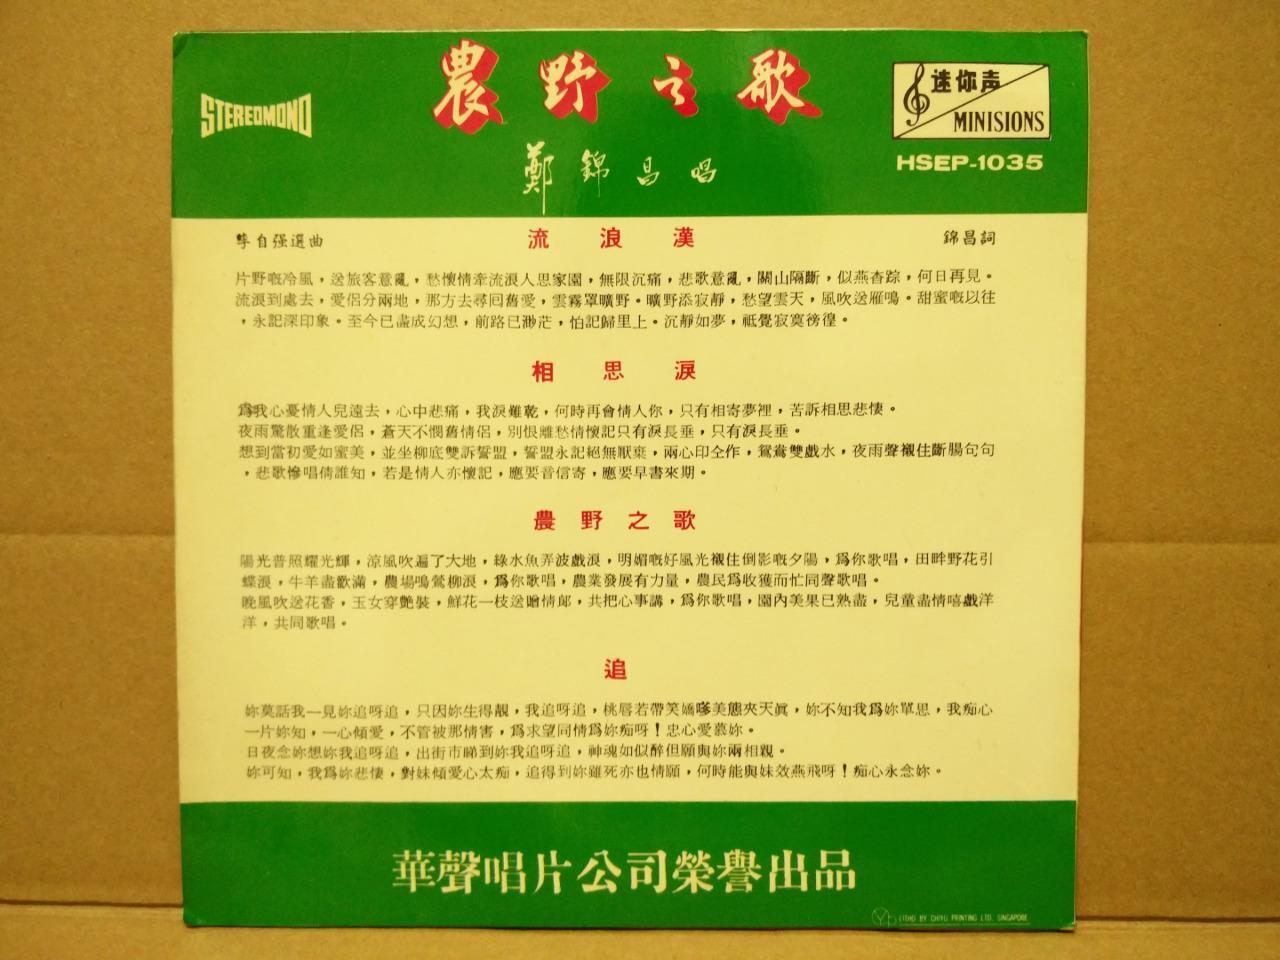 農野之歌
STEREOMONO
迷你声
MINISIONS
HSEP-1035
鄭錦昌唱
李自强選曲
流浪漢
錦昌詞
片野嘅冷風，送旅客意亂，愁懷情牽流浪人思家園，無限沉痛，悲歌意亂，關山隔斷，似燕杳踪，何日再見。
流浪到處去，愛侶分兩地，那方去尋囘舊愛，雲霧罩曠野。曠野添寂靜，愁望雲天，風吹送雁鳴。甜蜜嘅以往
，永記深印象。至今已盡成幻想，前路已渺茫，怕記歸里上。沉靜如夢，祗覺寂寞徬徨。
相思淚
爲我心憂情人兒遠去，心中悲痛，我淚難乾，何時再會情人你，只有相寄夢裡，苦訴相思悲悽。
夜雨驚散重逢愛侶，蒼天不憫舊情侶，別恨離愁情懷記只有淚長垂，只有淚長垂。
想到當初愛如蜜美，並坐柳底雙訴誓盟，誓盟永記絕無厭棄，兩心印仝作，鴛鴦雙戲水，夜雨聲襯住斷腸句句
，悲歌慘唱倩誰知，若是情人亦懷記，應要音信寄，應要早書來期。
農野之歌
陽光普照耀光輝，涼風吹遍了大地，綠水魚弄波戲浪，明媚嘅好風光襯住倒影嘅夕陽，爲你歌唱，田畔野花引
蝶浪，牛羊盡歡滿，農場鳴鶯柳浪，爲你歌唱，農業發展有力量，農民爲收獲而忙同聲歌唱。
晚風吹送花香，玉女穿艷裝，鮮花一枝送贈情郞，共把心事講，爲你歌唱，園內美果已熟盡，兒童盡情嘻戲洋
洋，共同歌唱。
追
妳莫話我一見妳追呀追，只因妳生得靚，我追呀追，桃唇若帶笑嬌嗲美態夾天眞，妳不知我爲妳單思，我痴心
一片妳知，一心傾愛，不管被那情害，爲求望同情爲妳痴呀！忠心愛慕妳。
日夜念妳想妳我追呀追，出街市睇到妳我追呀追，神魂如似醉但願與妳兩相親。
妳可知，我爲妳悲悽，對妹傾愛心太痴，追得到妳雖死亦也情願，何時能與妹效燕飛呀！痴心永念妳。
華聲唱片公司榮譽出品
LITHO BY CHIYU PRINTING LTD. SINGAPORE